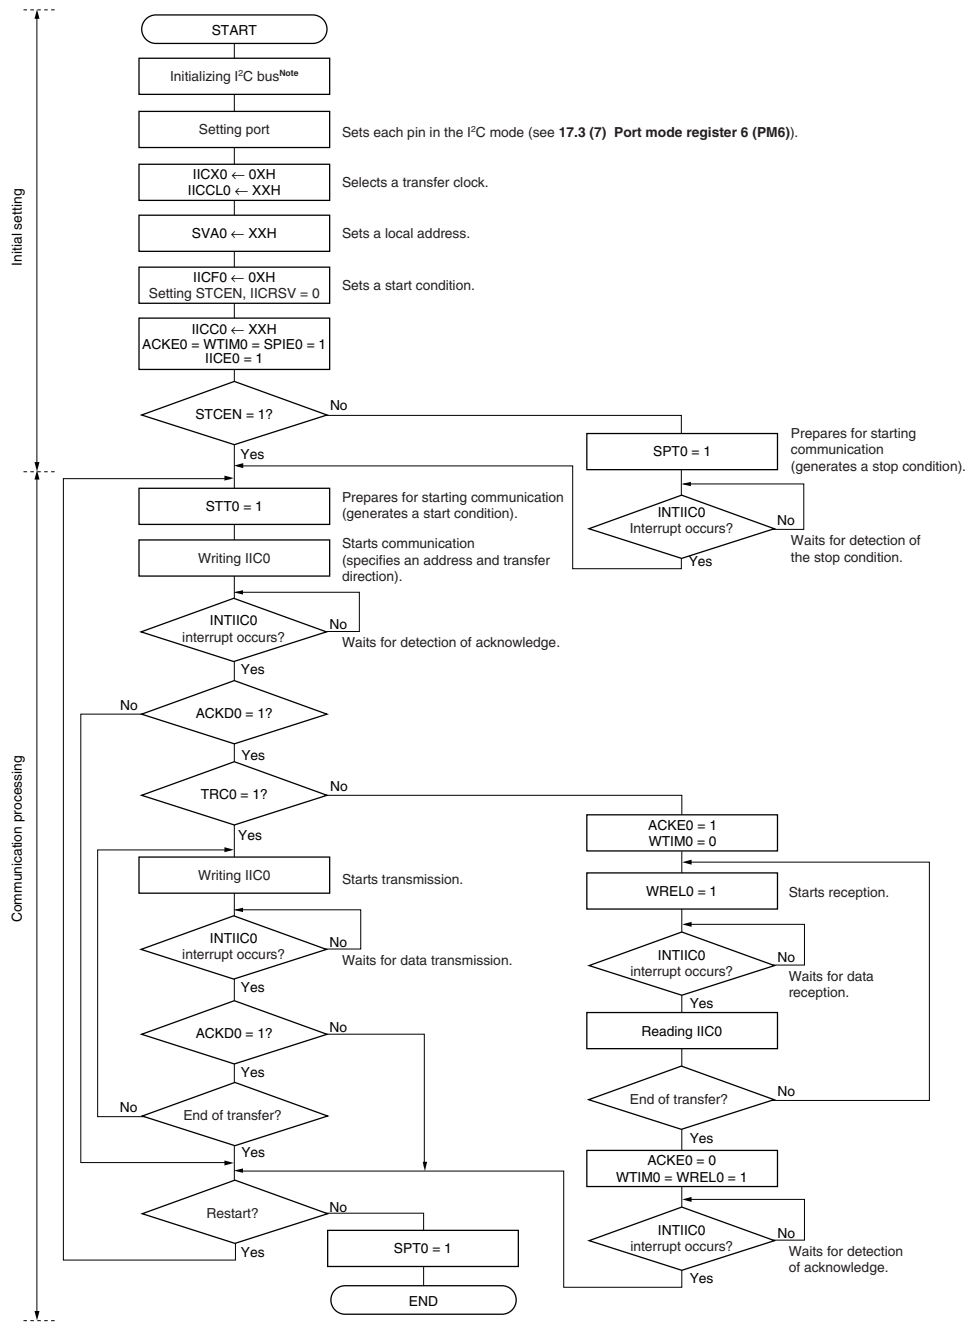 START
Initializing I²C bus^Note
Setting port
Sets each pin in the I²C mode (see 17.3 (7) Port mode register 6 (PM6)).
IICX0 ← 0XH
IICCL0 ← XXH
Selects a transfer clock.
SVA0 ← XXH
Sets a local address.
IICF0 ← 0XH
Setting STCEN, IICRSV = 0
Sets a start condition.
IICC0 ← XXH
ACKE0 = WTIM0 = SPIE0 = 1
IICE0 = 1
Initial setting
STCEN = 1?
No
Yes
SPT0 = 1
Prepares for starting
communication
(generates a stop condition).
INTIIC0
Interrupt occurs?
No
Waits for detection of
the stop condition.
Yes
STT0 = 1
Prepares for starting communication
(generates a start condition).
Writing IIC0
Starts communication
(specifies an address and transfer
direction).
INTIIC0
interrupt occurs?
No
Waits for detection of acknowledge.
Yes
ACKD0 = 1?
No
Yes
TRC0 = 1?
No
Yes
Communication processing
Writing IIC0
Starts transmission.
INTIIC0
interrupt occurs?
No
Waits for data transmission.
Yes
ACKD0 = 1?
No
Yes
End of transfer?
No
Yes
ACKE0 = 1
WTIM0 = 0
WREL0 = 1
Starts reception.
INTIIC0
interrupt occurs?
No
Waits for data
reception.
Yes
Reading IIC0
End of transfer?
No
Yes
ACKE0 = 0
WTIM0 = WREL0 = 1
INTIIC0
interrupt occurs?
No
Waits for detection
of acknowledge.
Yes
Restart?
No
Yes
SPT0 = 1
END